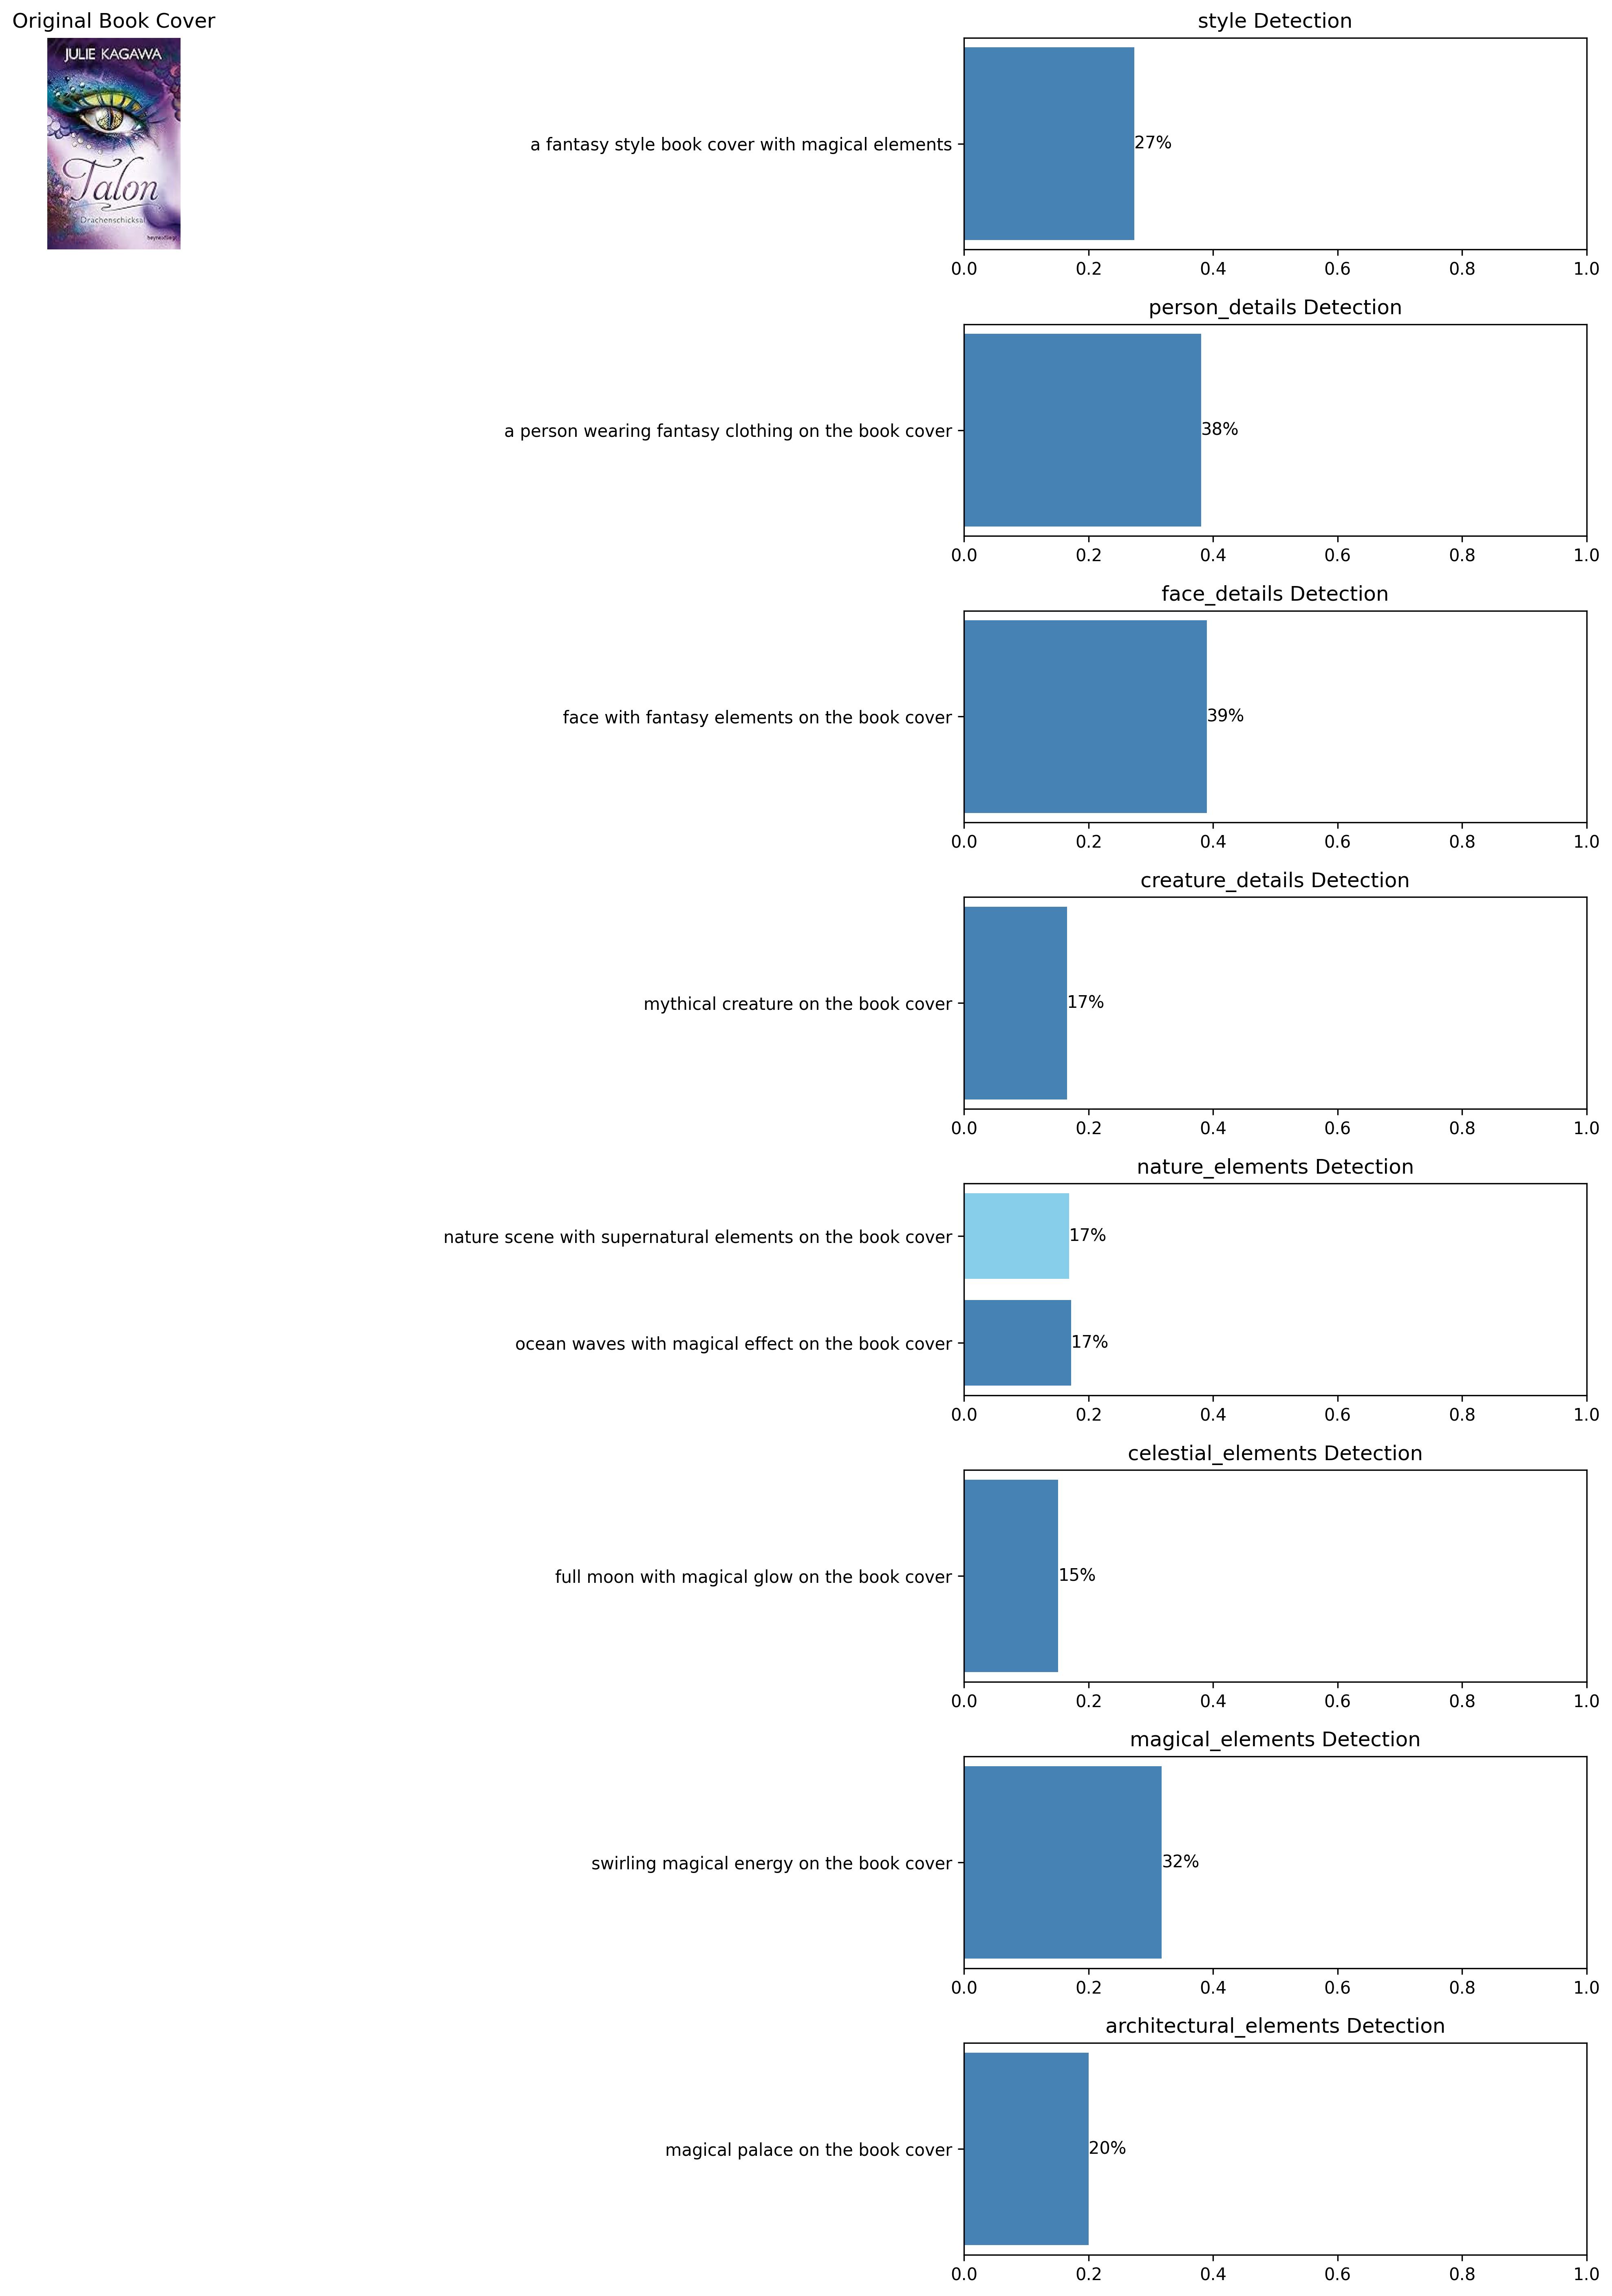 Original Book Cover
JULIE KAGAWA
Talon
Drachenschicksal
style Detection
a fantasy style book cover with magical elements
27%
0.0 0.2 0.4 0.6 0.8 1.0
person_details Detection
a person wearing fantasy clothing on the book cover
38%
0.0 0.2 0.4 0.6 0.8 1.0
face_details Detection
face with fantasy elements on the book cover
39%
0.0 0.2 0.4 0.6 0.8 1.0
creature_details Detection
mythical creature on the book cover
17%
0.0 0.2 0.4 0.6 0.8 1.0
nature_elements Detection
nature scene with supernatural elements on the book cover
17%
ocean waves with magical effect on the book cover
17%
0.0 0.2 0.4 0.6 0.8 1.0
celestial_elements Detection
full moon with magical glow on the book cover
15%
0.0 0.2 0.4 0.6 0.8 1.0
magical_elements Detection
swirling magical energy on the book cover
32%
0.0 0.2 0.4 0.6 0.8 1.0
architectural_elements Detection
magical palace on the book cover
20%
0.0 0.2 0.4 0.6 0.8 1.0